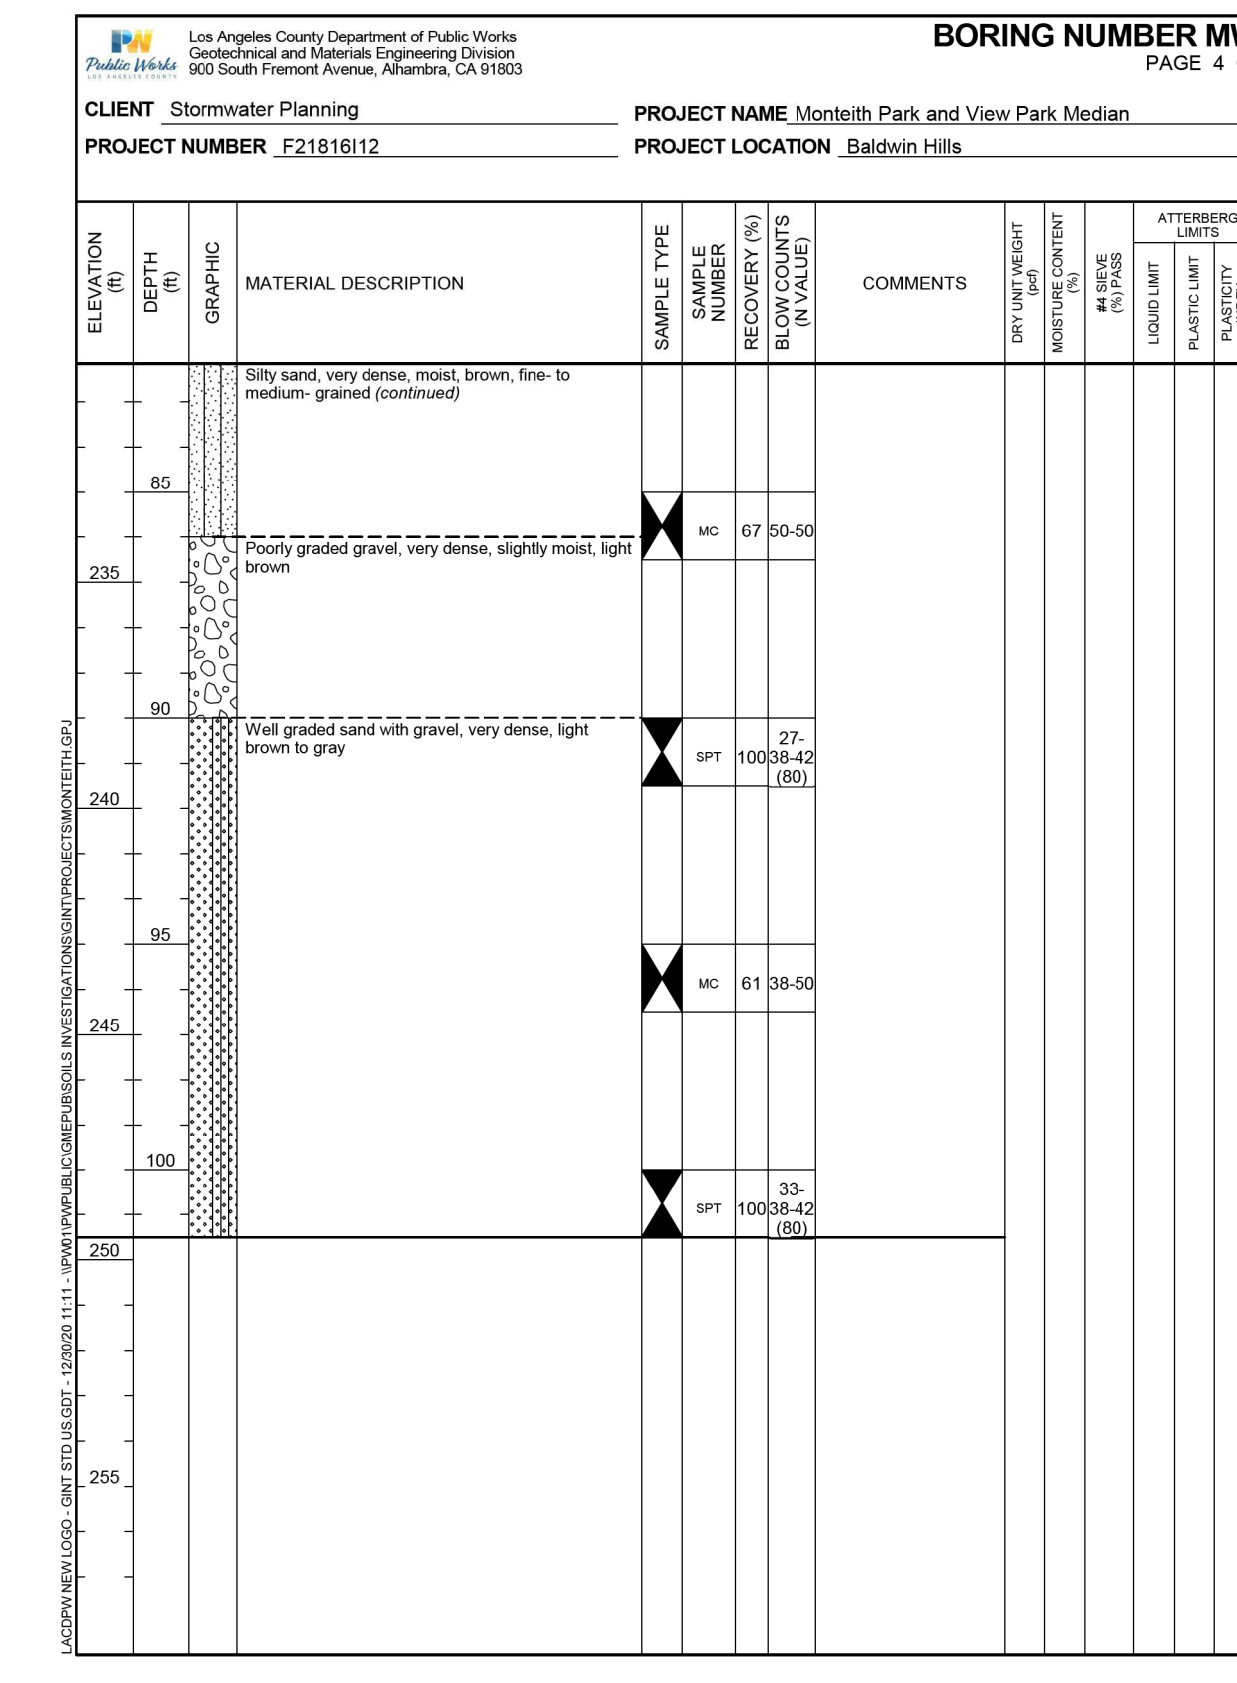 PW
Public Works
LOS ANGELES COUNTY
Los Angeles County Department of Public Works
Geotechnical and Materials Engineering Division
900 South Fremont Avenue, Alhambra, CA 91803
BORING NUMBER MW
PAGE 4
CLIENT Stormwater Planning
PROJECT NAME Monteith Park and View Park Median
PROJECT NUMBER F21816I12
PROJECT LOCATION Baldwin Hills
ELEVATION
(ft)
DEPTH
(ft)
GRAPHIC
MATERIAL DESCRIPTION
SAMPLE TYPE
SAMPLE
NUMBER
RECOVERY (%)
BLOW COUNTS
(N VALUE)
COMMENTS
DRY UNIT WEIGHT
(pcf)
MOISTURE CONTENT
(%)
#4 SIEVE
(%) PASS
ATTERBERG
LIMITS
LIQUID LIMIT
PLASTIC LIMIT
PLASTICITY
Silty sand, very dense, moist, brown, fine- to
medium- grained (continued)
85
MC 67 50-50
Poorly graded gravel, very dense, slightly moist, light
brown
235
90
Well graded sand with gravel, very dense, light
brown to gray
SPT 100 27-
38-42
(80)
240
95
MC 61 38-50
245
100
SPT 100 33-
38-42
(80)
250
255
LACDPW NEW LOGO - GINT STD US.GDT - 12/30/20 11:11 - \\PW01\PWPUBLIC\GMEPUB\SOILS INVESTIGATIONS\GINT\PROJECTS\MONTEITH.GPJ